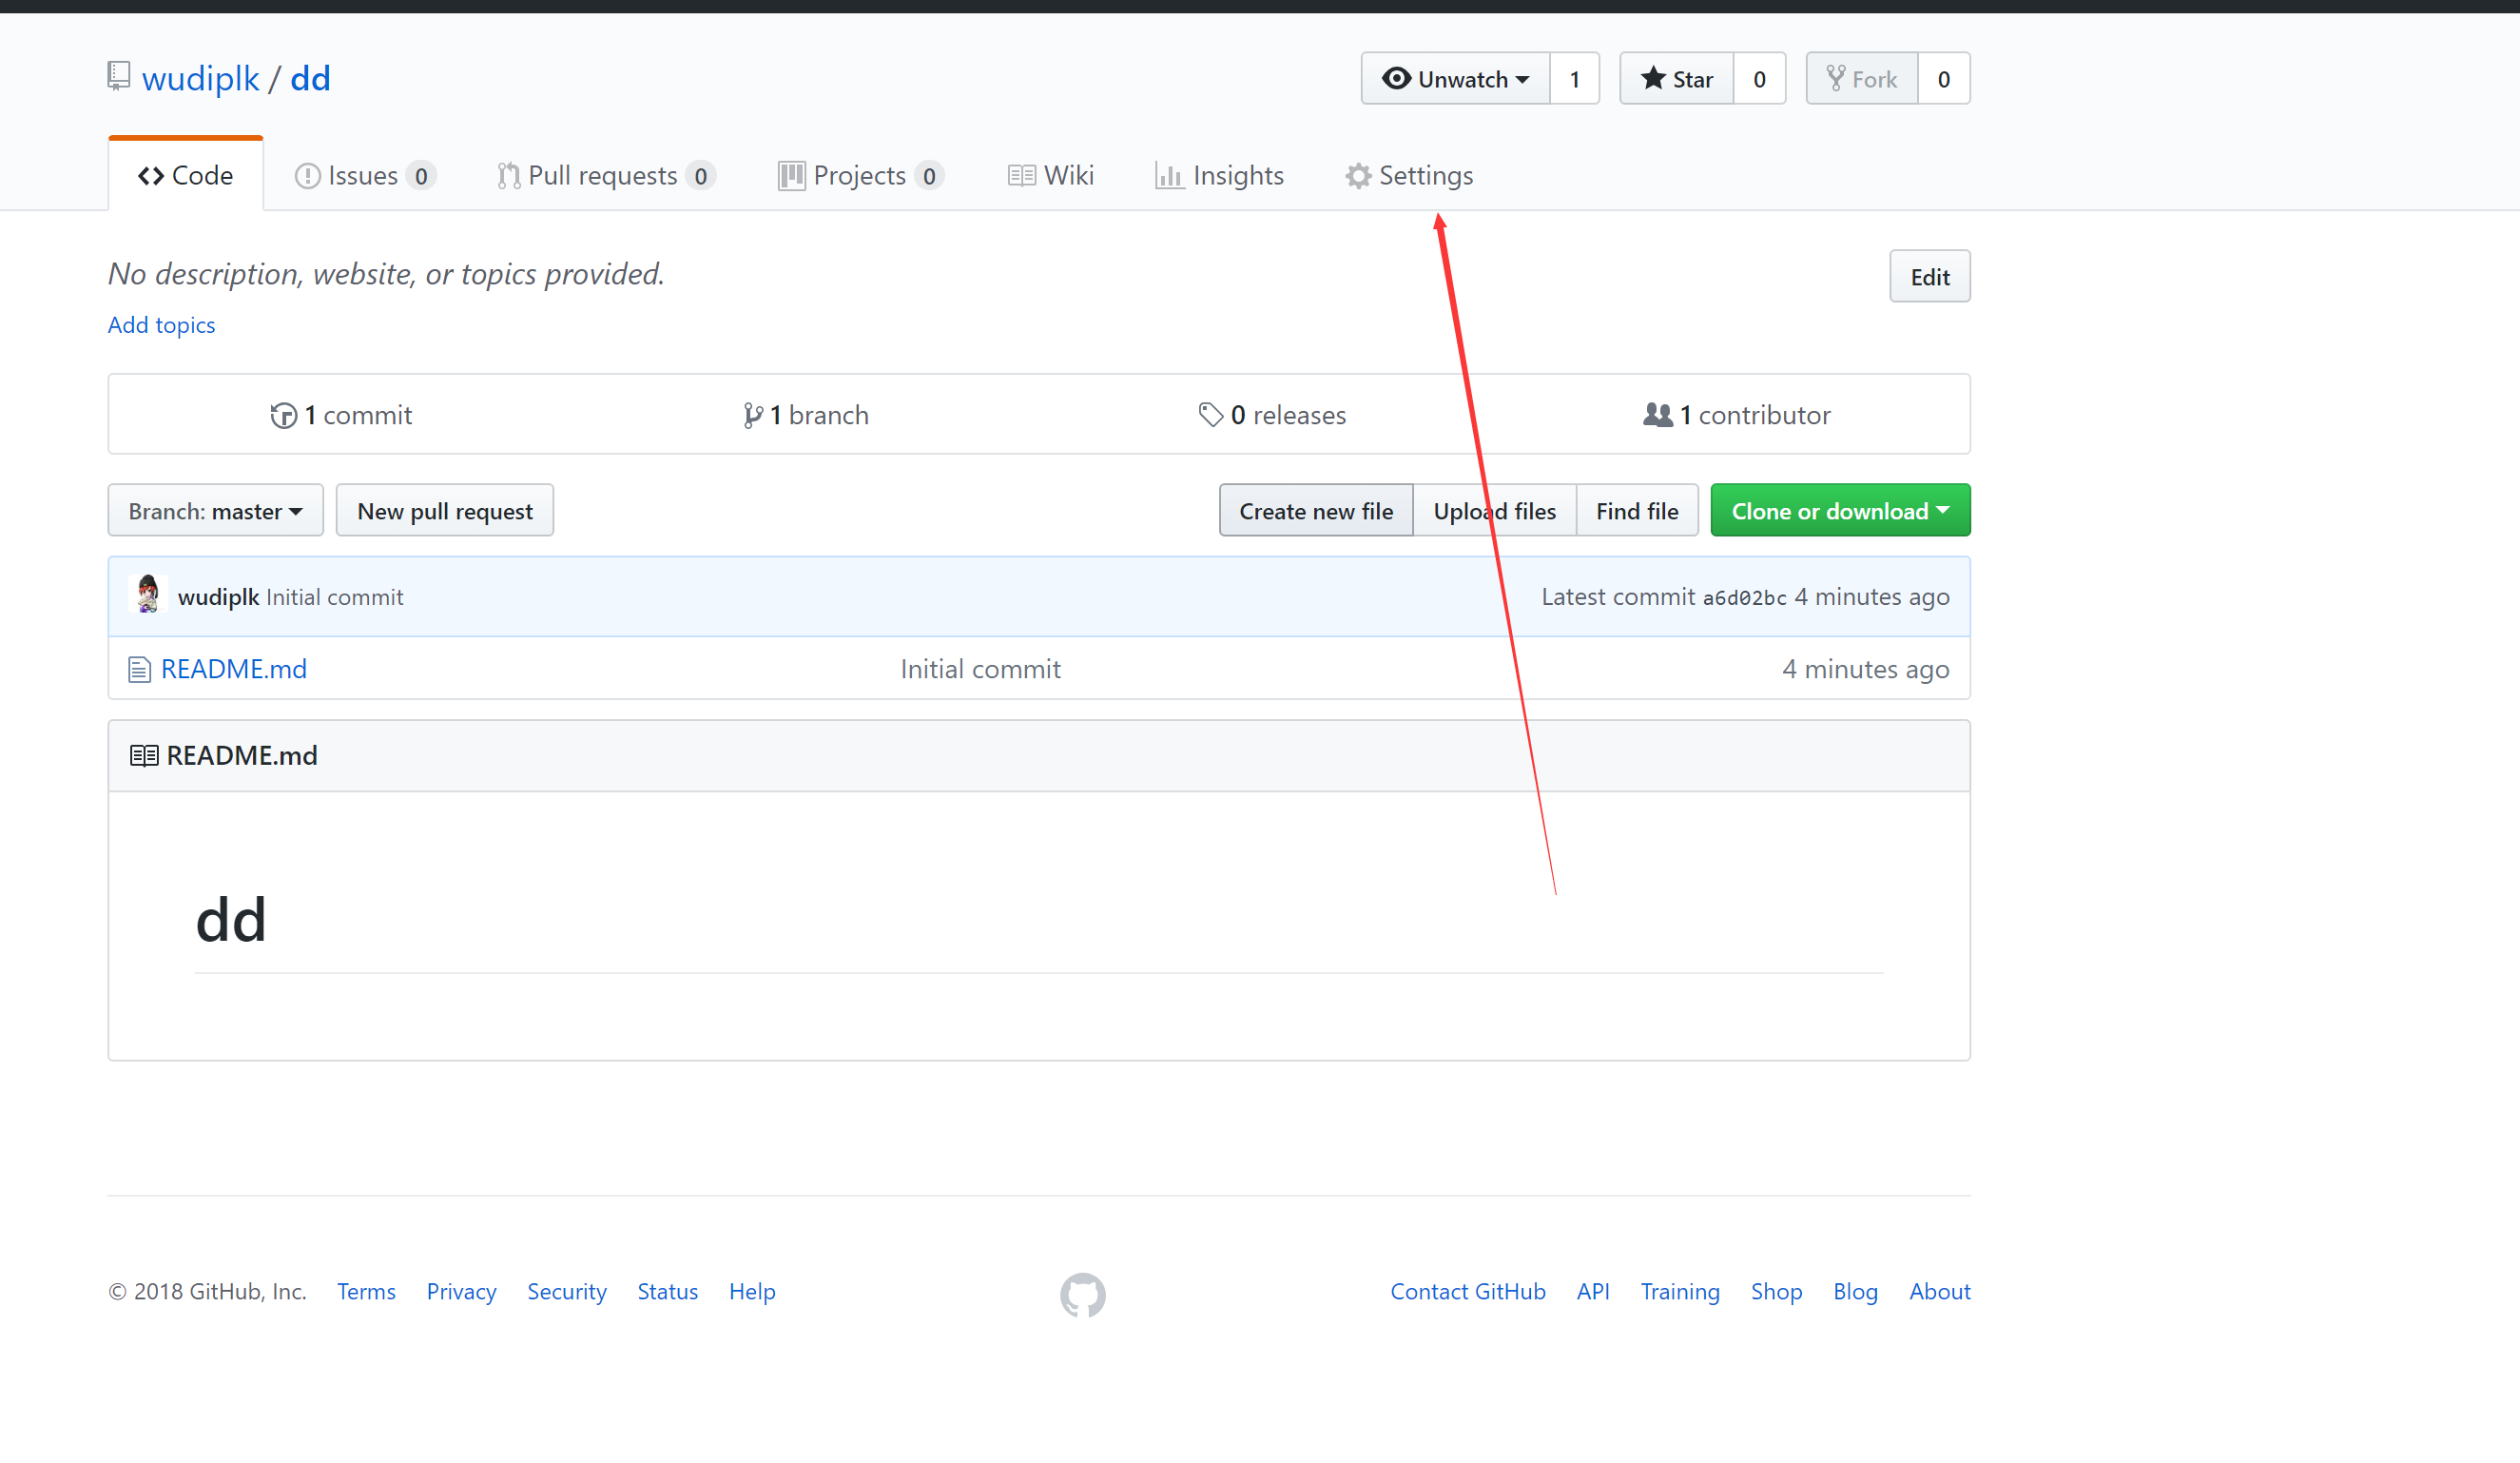 wudiplk / dd
Unwatch 1 Star 0 Fork 0
Code Issues 0 Pull requests 0 Projects 0 Wiki Insights Settings
No description, website, or topics provided.
Edit
Add topics
1 commit 1 branch 0 releases 1 contributor
Branch: master New pull request Create new file Upload files Find file Clone or download
wudiplk Initial commit Latest commit a6d02bc 4 minutes ago
README.md Initial commit 4 minutes ago
README.md
dd
© 2018 GitHub, Inc. Terms Privacy Security Status Help Contact GitHub API Training Shop Blog About